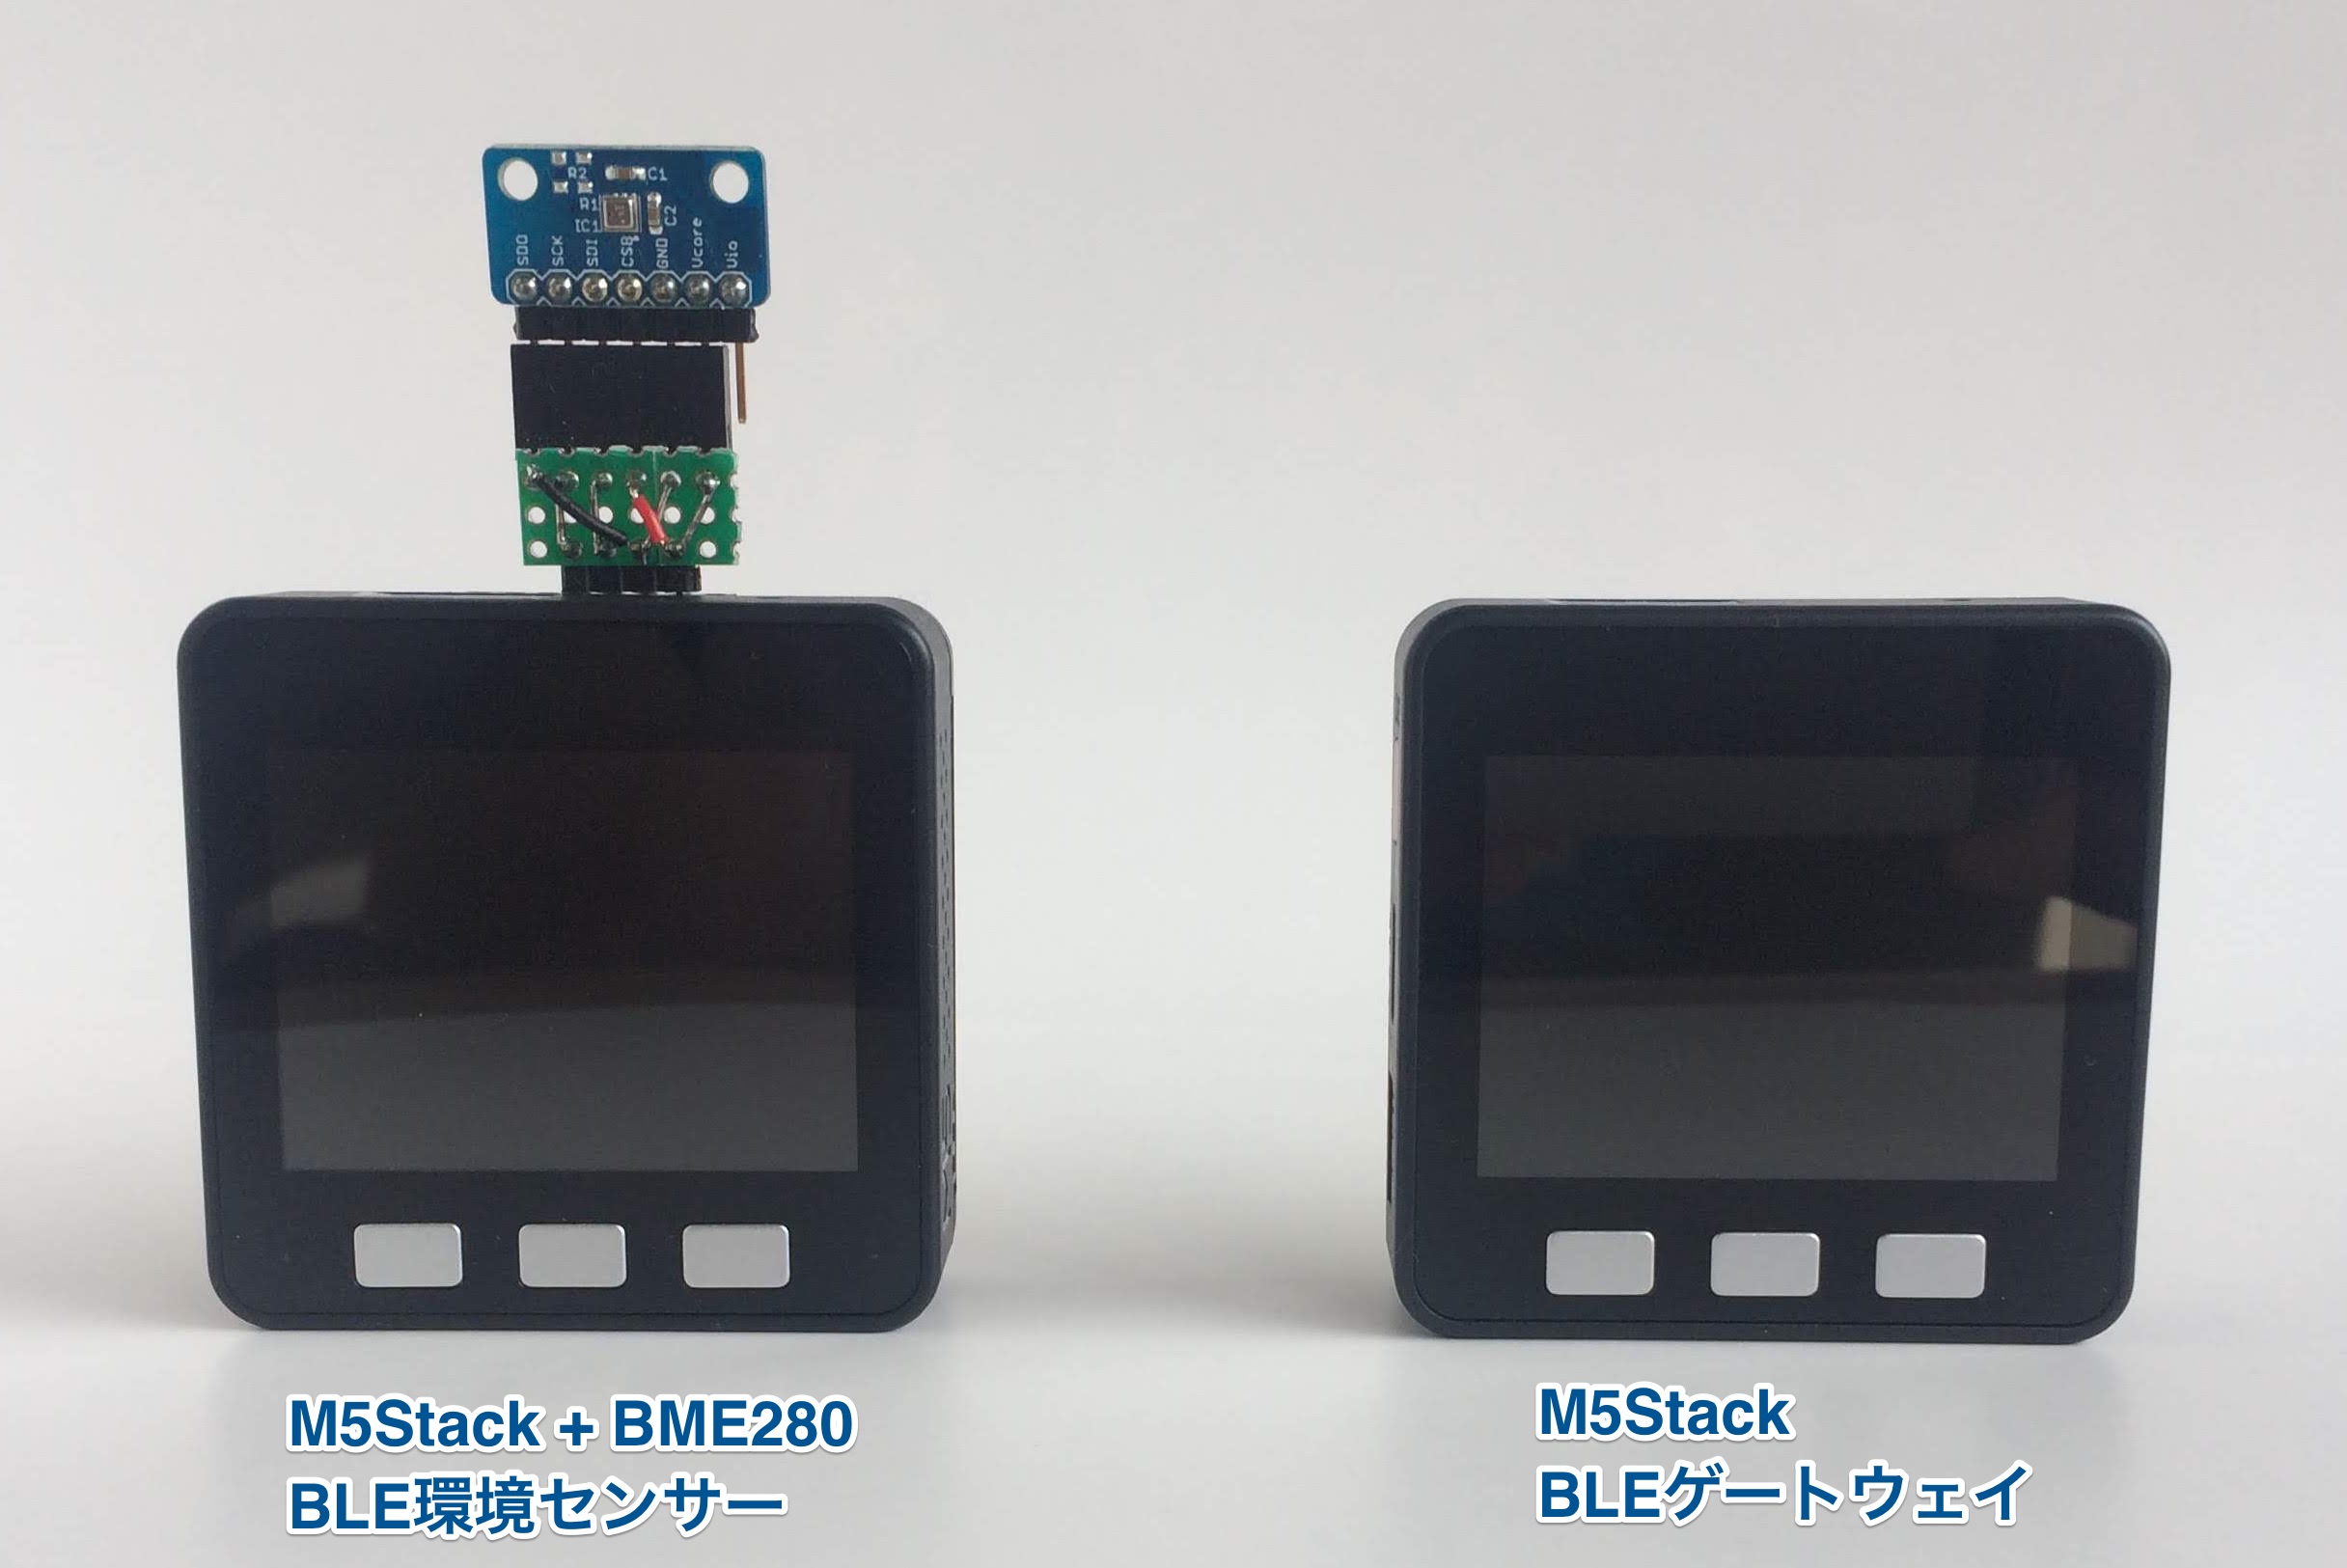 R2
C1
R1
C2
IC1
SDO
SCK
SDI
CSB
GND
Vcore
Vio
M5Stack + BME280
BLE環境センサー
M5Stack
BLEゲートウェイ